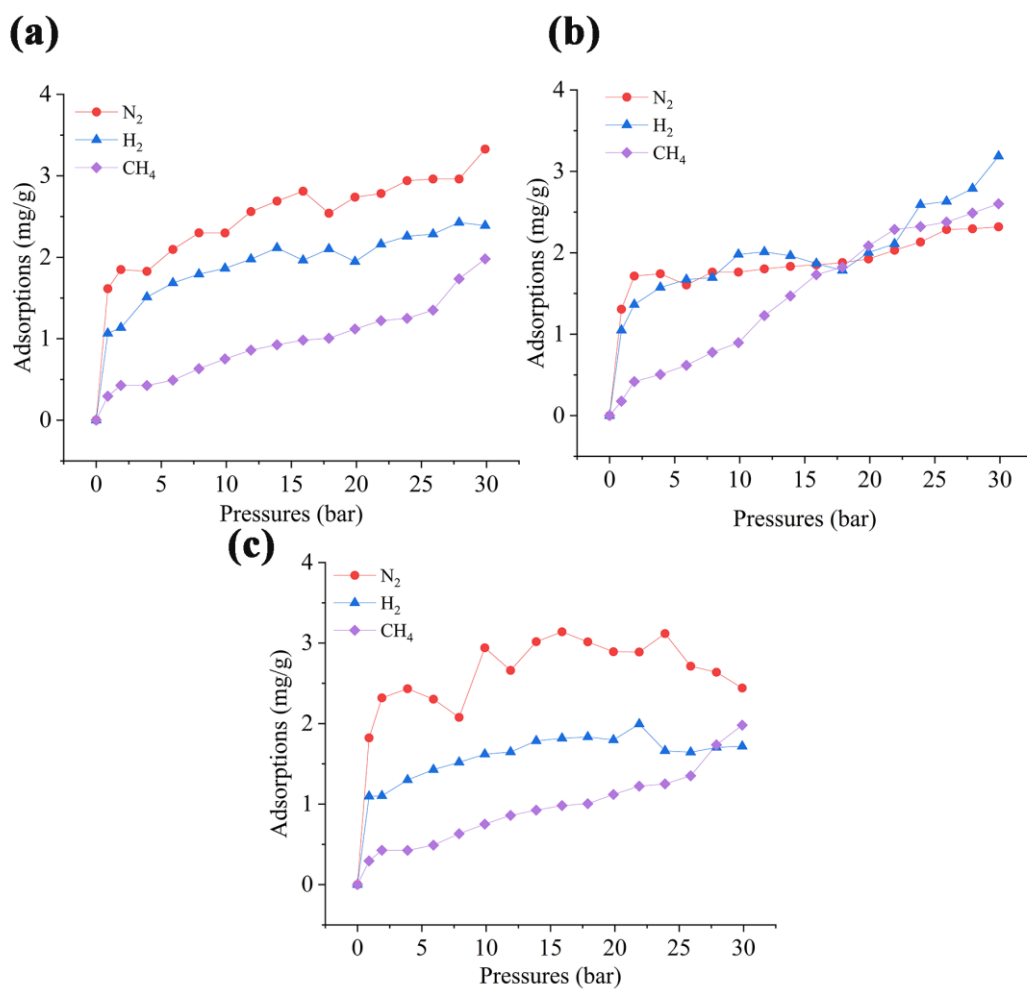 (a)
N₂
H₂
CH₄
4
3
2
1
0
Adsorptions (mg/g)
0 5 10 15 20 25 30
Pressures (bar)
(b)
N₂
H₂
CH₄
4
3
2
1
0
Adsorptions (mg/g)
0 5 10 15 20 25 30
Pressures (bar)
(c)
N₂
H₂
CH₄
4
3
2
1
0
Adsorptions (mg/g)
0 5 10 15 20 25 30
Pressures (bar)